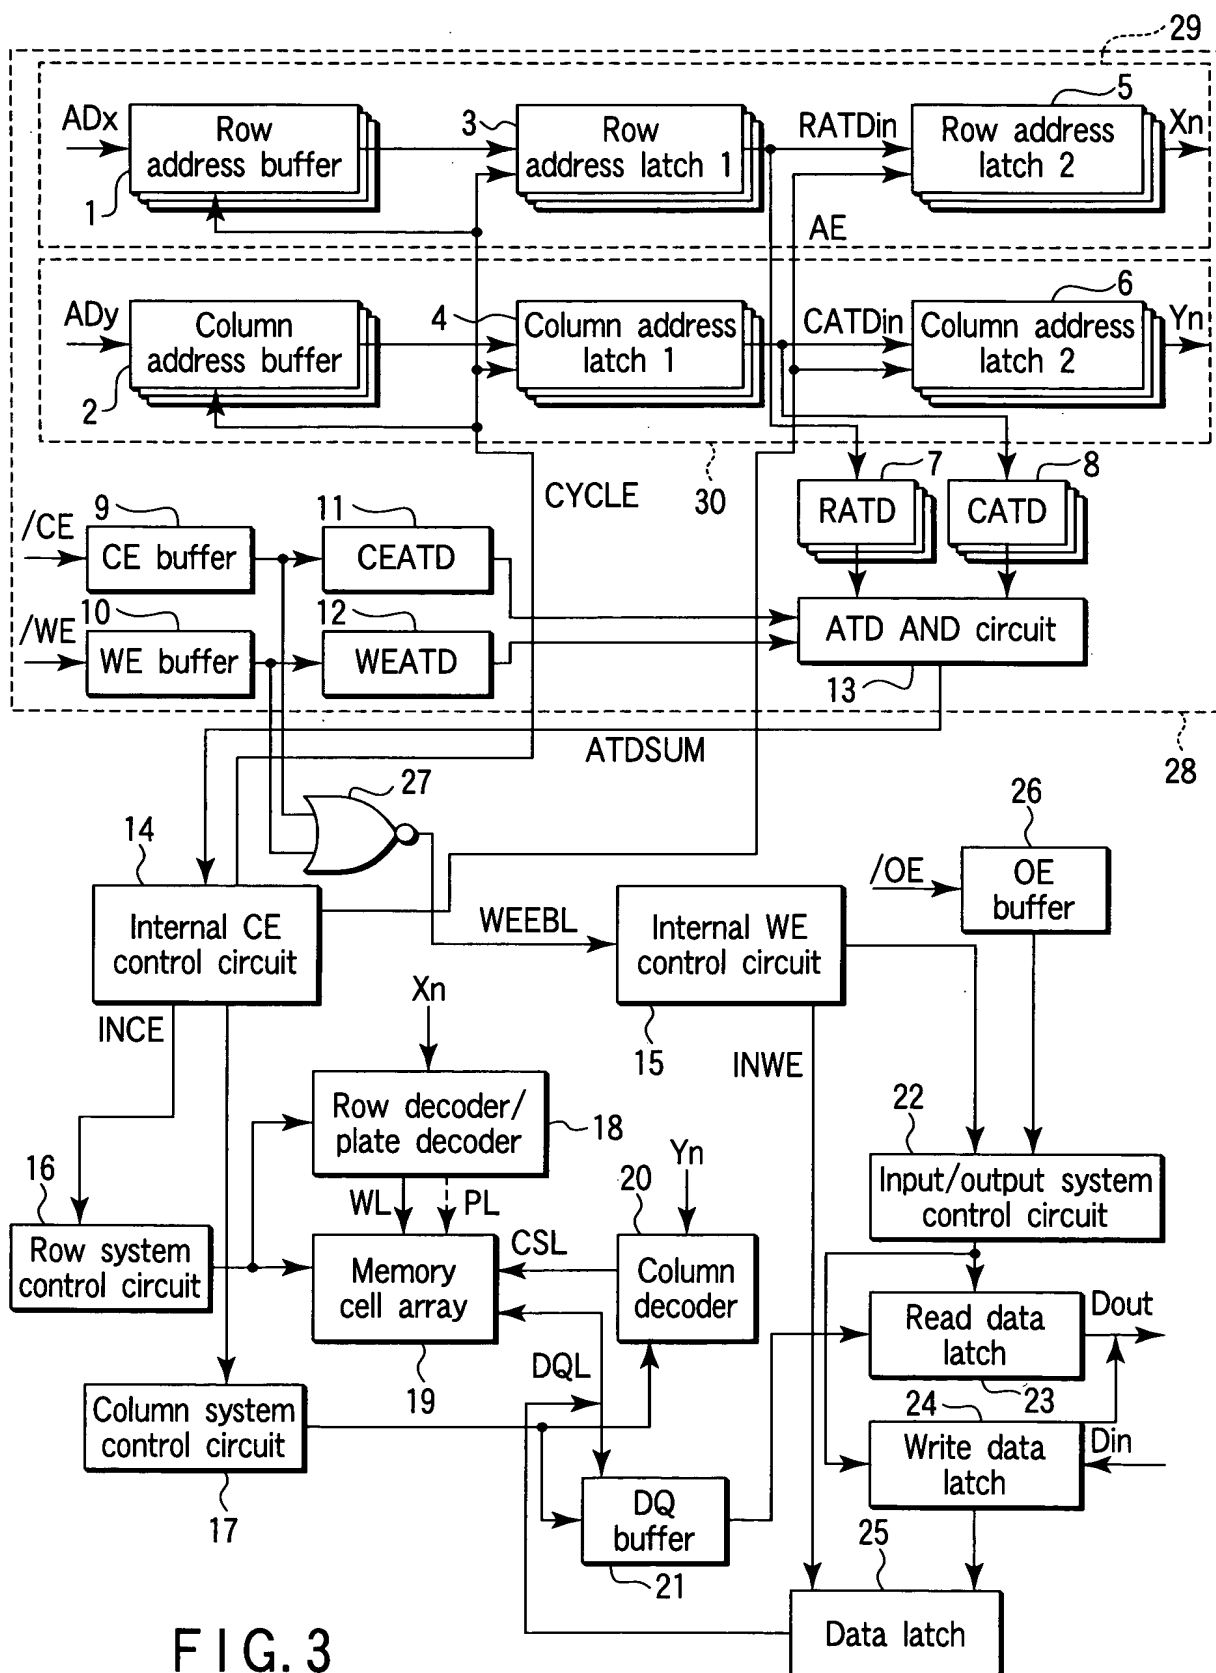 29
ADx
Row
address buffer
1
3
Row
address latch 1
RATDin
5
Row address
latch 2
Xn
AE
ADy
Column
address buffer
2
4
Column address
latch 1
CATDin
6
Column address
latch 2
Yn
30
CYCLE
7
RATD
8
CATD
/CE
9
CE buffer
11
CEATD
/WE
10
WE buffer
12
WEATD
ATD AND circuit
13
ATDSUM
28
27
14
Internal CE
control circuit
WEEBL
Internal WE
control circuit
15
26
/OE
OE
buffer
INCE
Xn
INWE
Row decoder/
plate decoder
18
22
Input/output system
control circuit
16
Row system
control circuit
WL
PL
Yn
20
CSL
Memory
cell array
19
Column
decoder
Read data
latch
Dout
23
DQL
Column system
control circuit
17
24
Write data
latch
Din
DQ
buffer
21
25
Data latch
FIG. 3